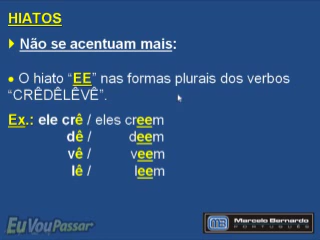 HIATOS
Não se acentuam mais:
O hiato “EE” nas formas plurais dos verbos
“CRÊDÊLÊVÊ”.
Ex.: ele crê / eles creem
dê / deem
vê / veem
lê / leem
EuVouPassar
Marcelo Bernardo
PORTUGUÊS